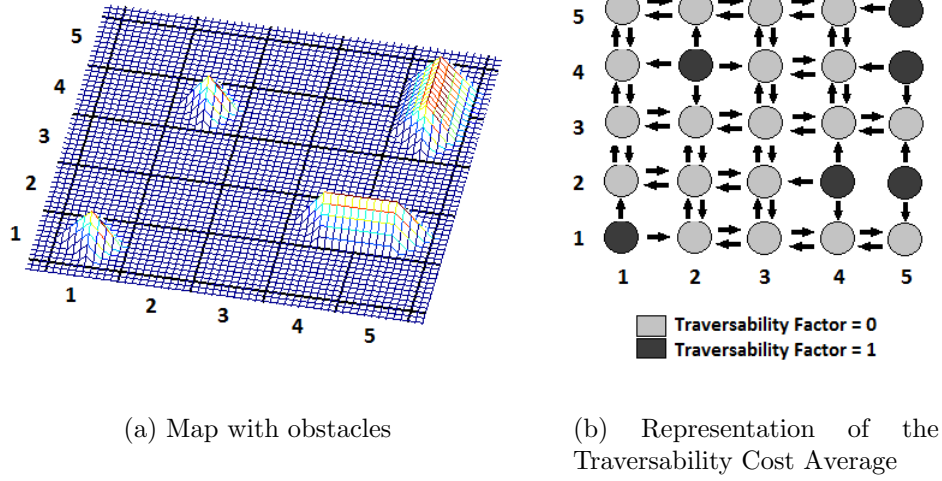 5
4
3
2
1
1
2
3
4
5
5
4
3
2
1
1 2 3 4 5
Traversability Factor = 0
Traversability Factor = 1
(a) Map with obstacles
(b) Representation of the
Traversability Cost Average